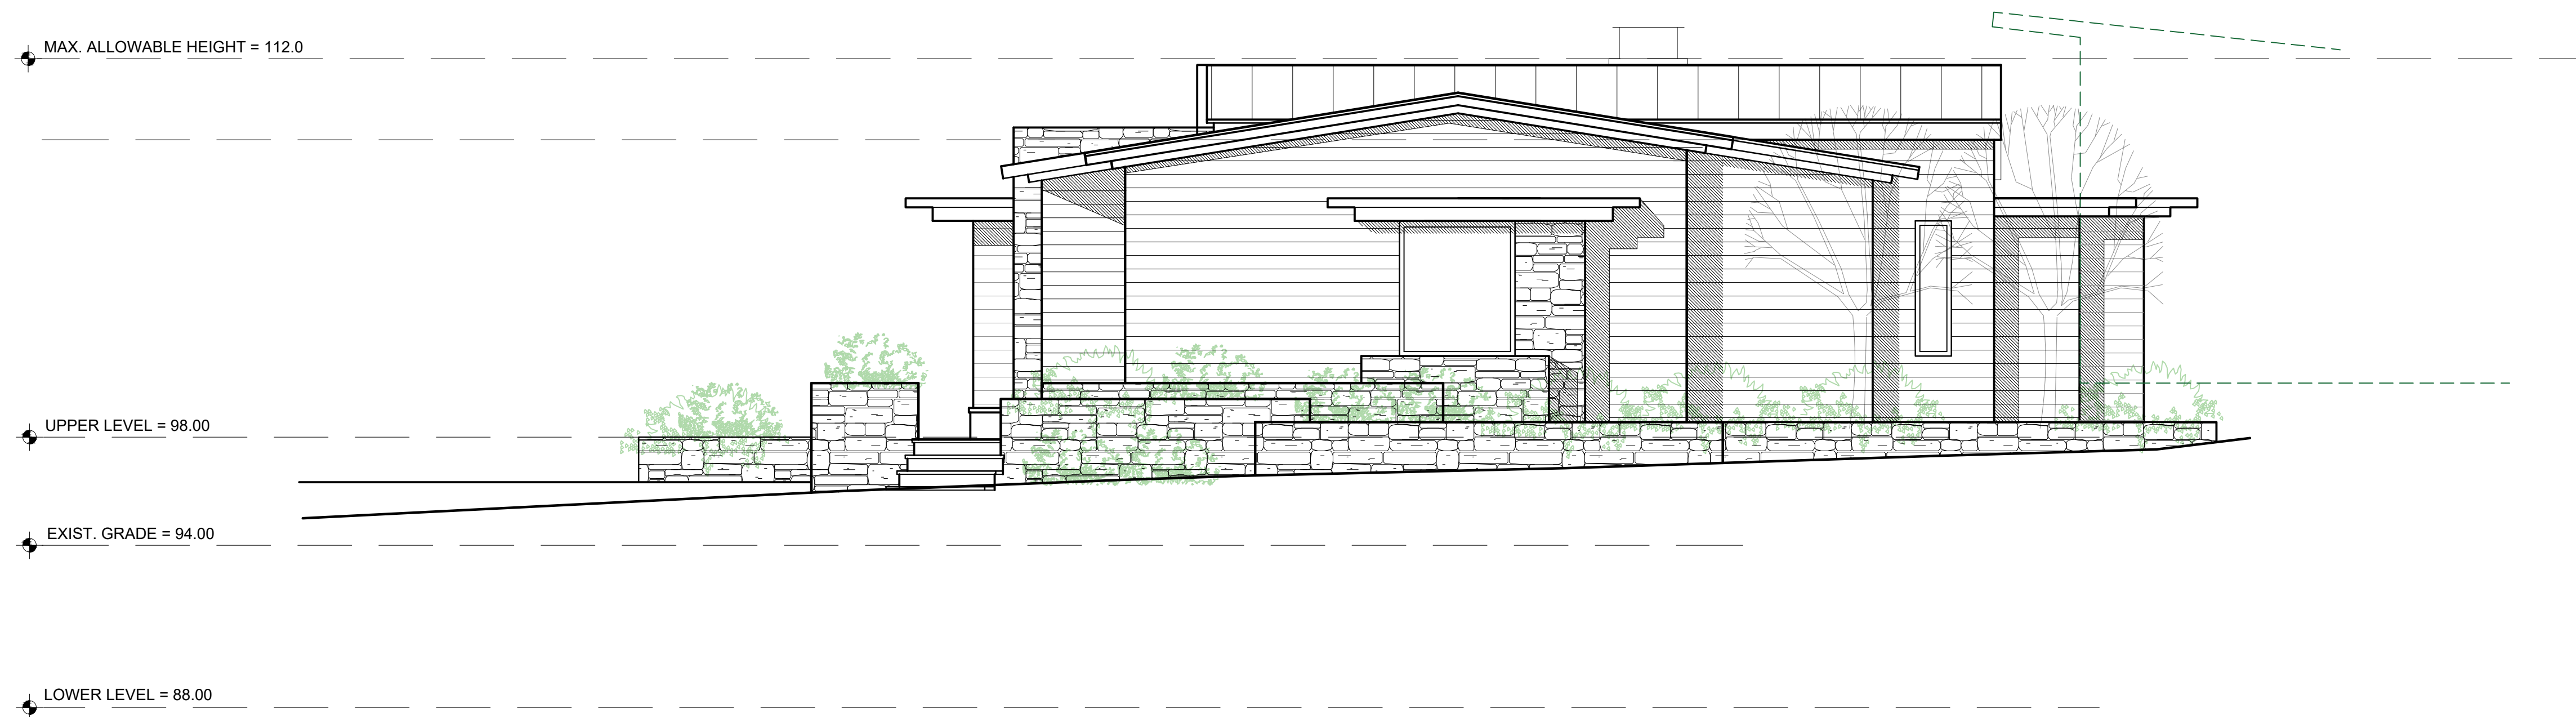 MAX. ALLOWABLE HEIGHT = 112.0
UPPER LEVEL = 98.00
EXIST. GRADE = 94.00
LOWER LEVEL = 88.00